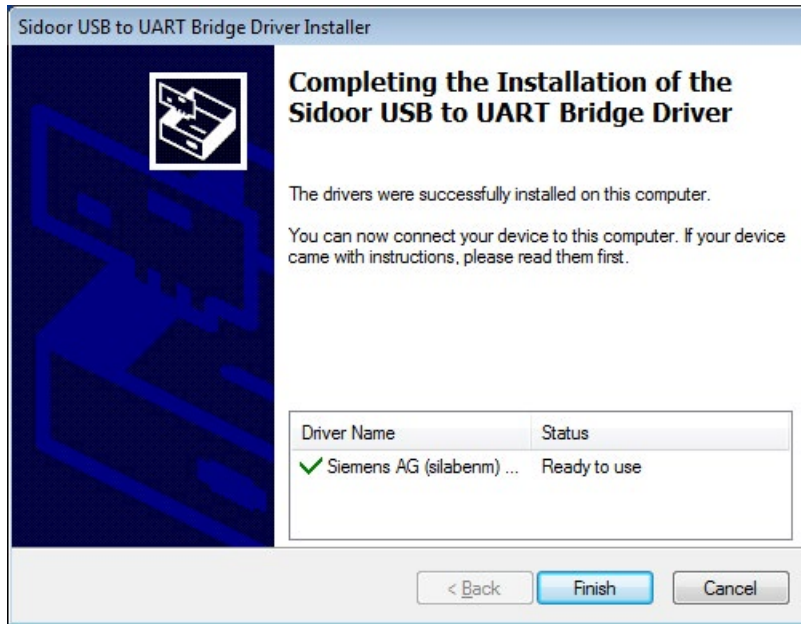 Sidoor USB to UART Bridge Driver Installer
Completing the Installation of the
Sidoor USB to UART Bridge Driver
The drivers were successfully installed on this computer.
You can now connect your device to this computer. If your device
came with instructions, please read them first.
Driver Name Status
Siemens AG (silabenm) ... Ready to use
< Back Finish Cancel